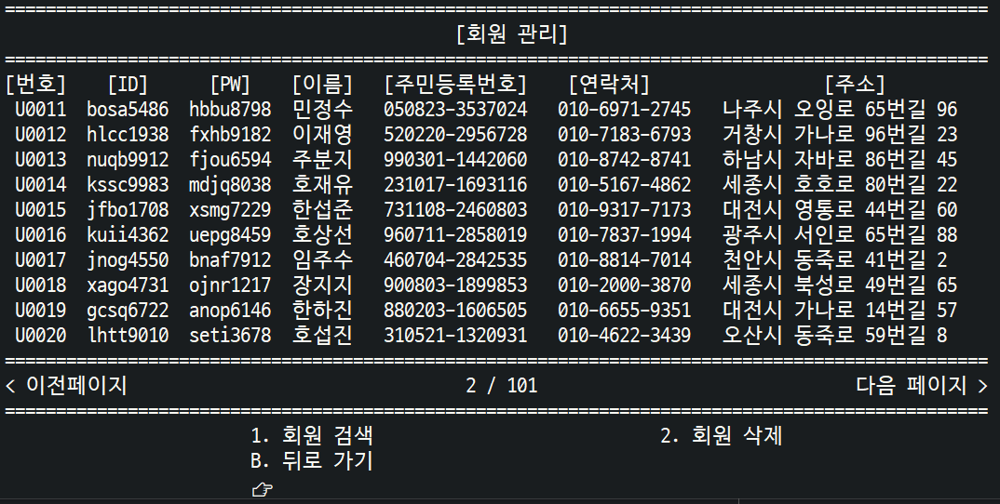 [회원 관리]
[번호] [ID] [PW] [이름] [주민등록번호] [연락처] [주소]
U0011 bosa5486 hbbu8798 민정수 050823-3537024 010-6971-2745 나주시 오잉로 65번길 96
U0012 hlcc1938 fxhb9182 이재영 520220-2956728 010-7183-6793 거창시 가나로 96번길 23
U0013 nuqb9912 fjou6594 주분지 990301-1442060 010-8742-8741 하남시 자바로 86번길 45
U0014 kssc9983 mdjq8038 호재유 231017-1693116 010-5167-4862 세종시 호호로 80번길 22
U0015 jfbo1708 xsmg7229 한섭준 731108-2460803 010-9317-7173 대전시 영통로 44번길 60
U0016 kuii4362 uepg8459 호상선 960711-2858019 010-7837-1994 광주시 서인로 65번길 88
U0017 jnog4550 bnaf7912 임주수 460704-2842535 010-8814-7014 천안시 동죽로 41번길 2
U0018 xago4731 ojnr1217 장지지 900803-1899853 010-2000-3870 세종시 북성로 49번길 65
U0019 gcsq6722 anop6146 한하진 880203-1606505 010-6655-9351 대전시 가나로 14번길 57
U0020 lhtt9010 seti3678 호섭진 310521-1320931 010-4622-3439 오산시 동죽로 59번길 8
< 이전페이지 2 / 101 다음 페이지 >
1. 회원 검색 2. 회원 삭제
B. 뒤로 가기